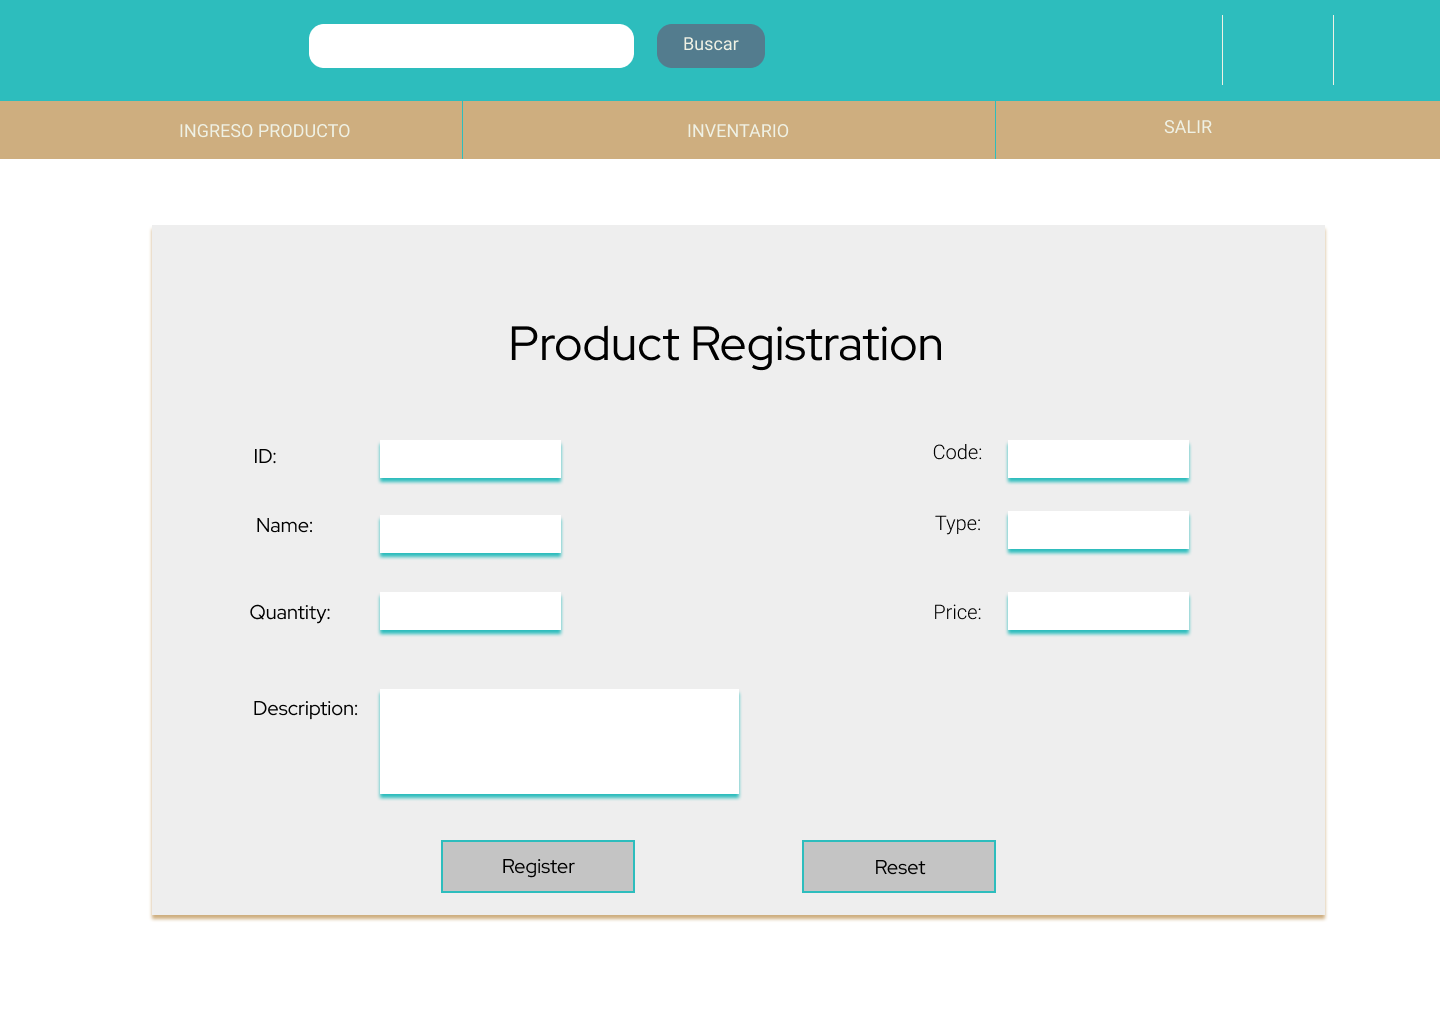 Buscar
INGRESO PRODUCTO
INVENTARIO
SALIR
Product Registration
ID:
Code:
Name:
Type:
Quantity:
Price:
Description:
Register
Reset